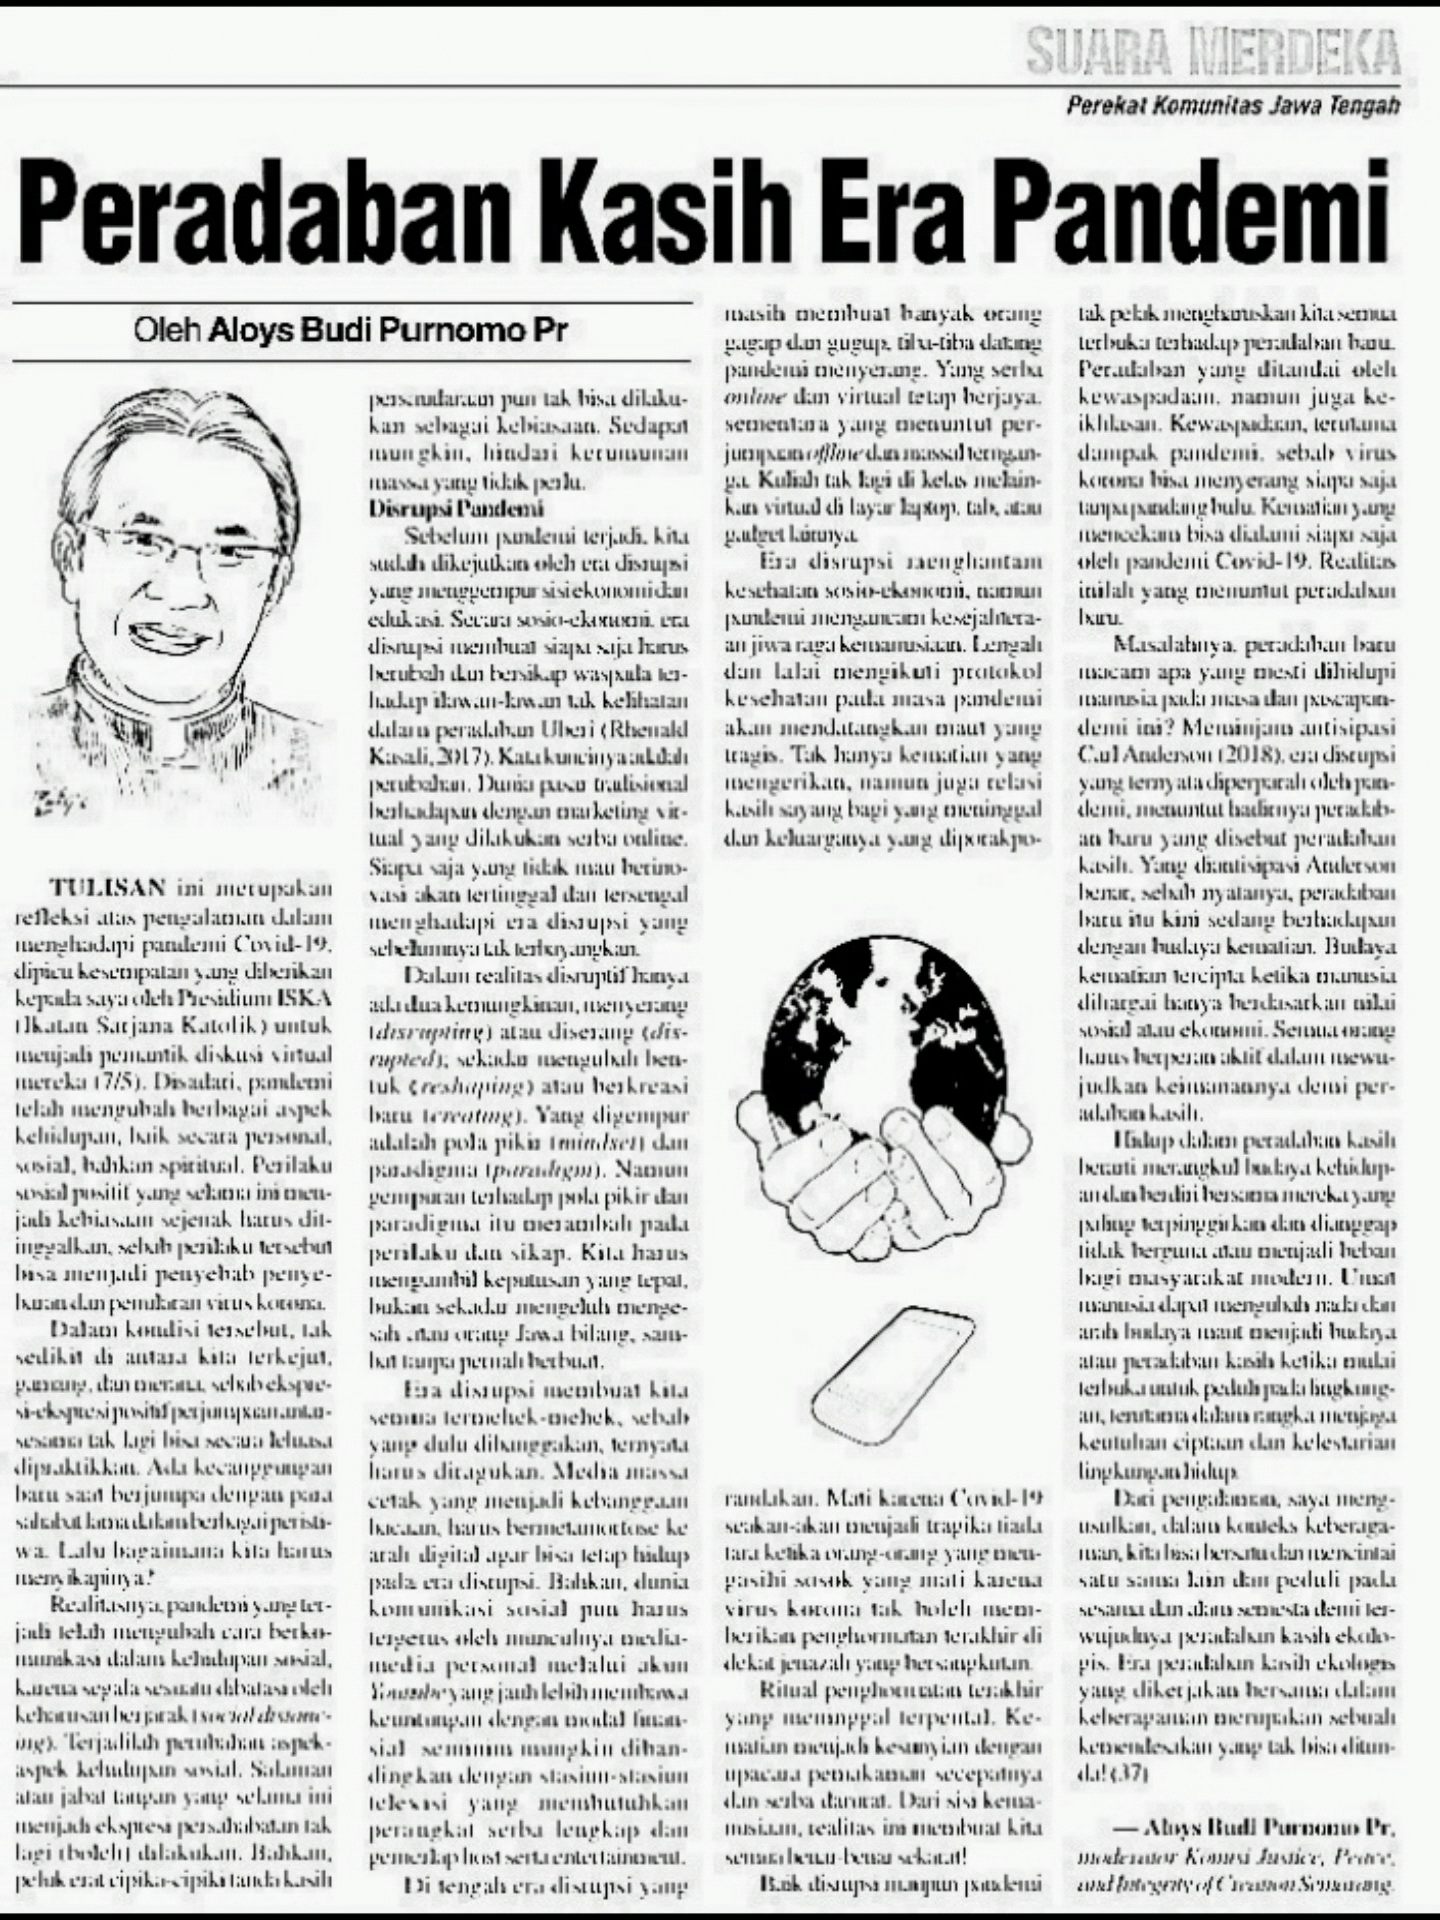 SUARA MERDEKA
Perekat Komunitas Jawa Tengah
Peradaban Kasih Era Pandemi
Oleh Aloys Budi Purnomo Pr
TULISAN ini merupakan
refleksi atas pengalaman dalam
menghadapi pandemi Covid-19,
dipicu kesempatan yang diberikan
kepada saya oleh Presidium ISKA
(Ikatan Sarjana Katolik) untuk
menjadi pemantik diskusi virtual
mereka (7/5). Disadari, pandemi
telah mengubah berbagai aspek
kehidupan, baik secara personal,
sosial, bahkan spiritual. Perilaku
sosial positif yang selama ini men-
jadi kebiasaan sejenak harus dit-
inggalkan, sebab perilaku tersebut
bisa menjadi penyebab penye-
baran dan penularan virus korona.
Dalam kondisi tersebut, tak
sedikit di antara kita terkejut,
gamang, dan merana, sebab ekspre-
si-ekspresi positif perjumpaan antar-
sesama tak lagi bisa secara leluasa
dipraktikkan. Ada kecanggungan
baru saat berjumpa dengan para
sahabat lama dalam berbagai peristi-
wa. Lalu bagaimana kita harus
menyikapinya?
Realitasnya, pandemi yang ter-
jadi telah mengubah cara berko-
munikasi dalam kehidupan sosial,
karena segala sesuatu dibatasi oleh
keharusan berjarak (social distanc-
ing). Terjadilah perubahan aspek-
aspek kehidupan sosial. Salaman
atau jabat tangan yang selama ini
menjadi ekspresi persahabatan tak
lagi (boleh) dilakukan. Bahkan,
peluk erat cipika-cipiki tanda kasih
persaudaraan pun tak bisa dilaku-
kan sebagai kebiasaan. Sedapat
mungkin, hindari kerumunan
massa yang tidak perlu.
Disrupsi Pandemi
Sebelum pandemi terjadi, kita
sudah dikejutkan oleh era disrupsi
yang menggempur sisi ekonomi dan
edukasi. Secara sosio-ekonomi, era
disrupsi membuat siapa saja harus
berubah dan bersikap waspada ter-
hadap ilawan-lawan tak kelihatan
dalam peradaban Uberi (Rhenald
Kasali, 2017). Kata kuncinya adalah
perubahan. Dunia pasar tradisional
berhadapan dengan marketing vir-
tual yang dilakukan serba online.
Siapa saja yang tidak mau berino-
vasi akan tertinggal dan tersengal
menghadapi era disrupsi yang
sebelumnya tak terbayangkan.
Dalam realitas disruptif hanya
ada dua kemungkinan, menyerang
(disrupting) atau diserang (dis-
rupted), sekadar mengubah ben-
tuk (reshaping) atau berkreasi
baru (creating). Yang digempur
adalah pola pikir (mindset) dan
paradigma (paradigm). Namun
gempuran terhadap pola pikir dan
paradigma itu merambah pada
perilaku dan sikap. Kita harus
mengambil keputusan yang tepat,
bukan sekadar mengeluh menge-
sah atau orang Jawa bilang, sam-
bat tanpa pernah berbuat.
Era disrupsi membuat kita
semua termehek-mehek, sebab
yang dulu dibanggakan, ternyata
harus diragukan. Media massa
cetak yang menjadi kebanggaan
bacaan, harus bermetamorfose ke
arah digital agar bisa tetap hidup
pada era disrupsi. Bahkan, dunia
komunikasi sosial pun harus
tergerus oleh munculnya media-
media personal melalui akun
Youtube yang jauh lebih membawa
keuntungan dengan modal finan-
sial seminim mungkin diban-
dingkan dengan stasiun-stasiun
televisi yang membutuhkan
perangkat serba lengkap dan
gemerlap host serta entertainment.
Di tengah era disrupsi yang
masih membuat banyak orang
gagap dan gugup, tiba-tiba datang
pandemi menyerang. Yang serba
online dan virtual tetap berjaya,
sementara yang menuntut per-
jumpaan offline dan massal terngan-
ga. Kuliah tak lagi di kelas melain-
kan virtual di layar laptop, tab, atau
gadget lainnya.
Era disrupsi menghantam
kesehatan sosio-ekonomi, namun
pandemi mengancam kesejahtera-
an jiwa raga kemanusiaan. Lengah
dan lalai mengikuti protokol
kesehatan pada masa pandemi
akan mendatangkan maut yang
tragis. Tak hanya kematian yang
mengerikan, namun juga relasi
kasih sayang bagi yang meninggal
dan keluarganya yang diporakpo-
randakan. Mati karena Covid-19
seakan-akan menjadi tragika tiada
tara ketika orang-orang yang men-
gasihi sosok yang mati karena
virus korona tak boleh mem-
berikan penghormatan terakhir di
dekat jenazah yang bersangkutan.
Ritual penghormatan terakhir
yang meninggal terpental. Ke-
matian menjadi kesunyian dengan
upacara pemakaman secepatnya
dan serba darurat. Dari sisi kema-
nusiaan, realitas ini membuat kita
semua benar-benar sekarat!
Baik disrupsi maupun pandemi
tak pelak mengharuskan kita semua
terbuka terhadap peradaban baru.
Peradaban yang ditandai oleh
kewaspadaan, namun juga ke-
ikhlasan. Kewaspadaan, terutama
dampak pandemi, sebab virus
korona bisa menyerang siapa saja
tanpa pandang bulu. Kematian yang
mencekam bisa dialami siapa saja
oleh pandemi Covid-19. Realitas
inilah yang menuntut peradaban
baru.
Masalahnya, peradaban baru
macam apa yang mesti dihidupi
manusia pada masa dan pascapan-
demi ini? Meminjam antisipasi
Carl Anderson (2018), era disrupsi
yang ternyata diperparah oleh pan-
demi, menuntut hadirnya peradab-
an baru yang disebut peradaban
kasih. Yang diantisipasi Anderson
benar, sebab nyatanya, peradaban
baru itu kini sedang berhadapan
dengan budaya kematian. Budaya
kematian tercipta ketika manusia
dihargai hanya berdasarkan nilai
sosial atau ekonomi. Semua orang
harus berperan aktif dalam mewu-
judkan keimanannya demi per-
adaban kasih.
Hidup dalam peradaban kasih
berarti merangkul budaya kehidup-
an dan berdiri bersama mereka yang
paling terpinggirkan dan dianggap
tidak berguna atau menjadi beban
bagi masyarakat modern. Umat
manusia dapat mengubah nada dan
arah budaya maut menjadi budaya
atau peradaban kasih ketika mulai
terbuka untuk peduli pada lingkung-
an, terutama dalam rangka menjaga
keutuhan ciptaan dan kelestarian
lingkungan hidup.
Dari pengalaman, saya meng-
usulkan, dalam konteks keberaga-
man, kita bisa bersatu dan mencintai
satu sama lain dan peduli pada
sesama dan alam semesta demi ter-
wujudnya peradaban kasih ekolo-
gis. Era peradaban kasih ekologis
yang dikerjakan bersama dalam
keberagaman merupakan sebuah
kemendesakan yang tak bisa ditun-
da! (37)
— Aloys Budi Purnomo Pr,
moderator Komisi Justice, Peace,
and Integrity of Creation Semarang.